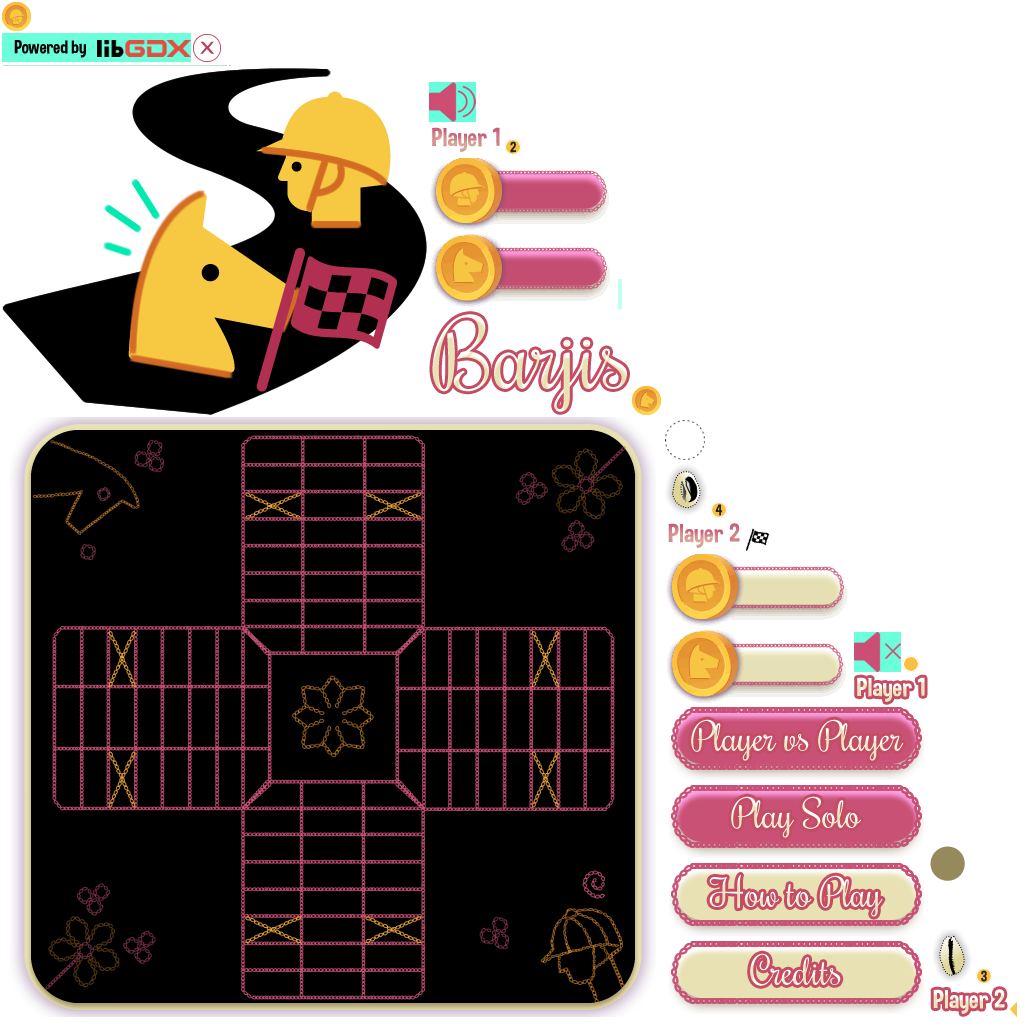 Powered by libGDX
Player 1
2
Barjis
4
Player 2
Player 1
Player vs Player
Play Solo
How to Play
Credits
3
Player 2